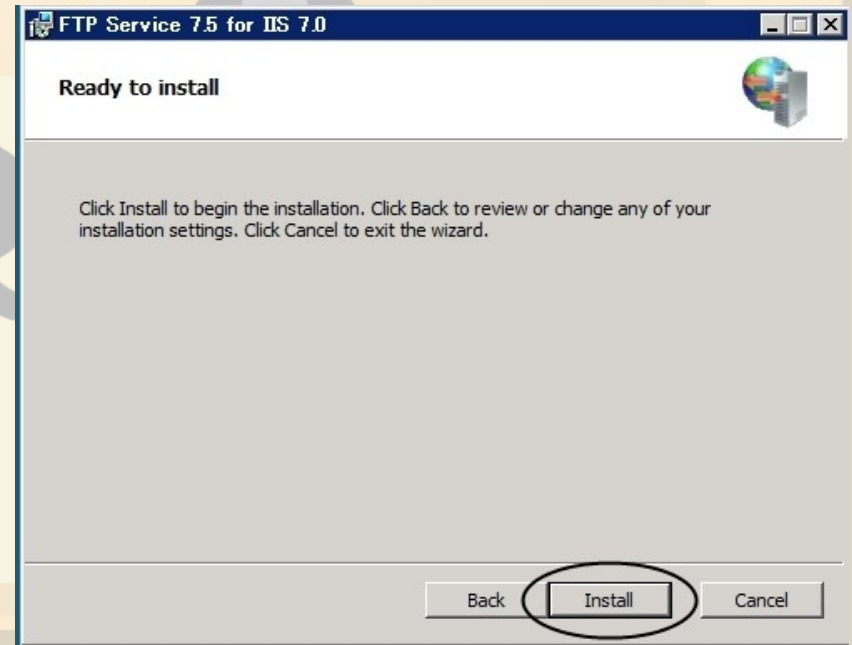 FTP Service 7.5 for IIS 7.0
Ready to install
Click Install to begin the installation. Click Back to review or change any of your
installation settings. Click Cancel to exit the wizard.
Back Install Cancel